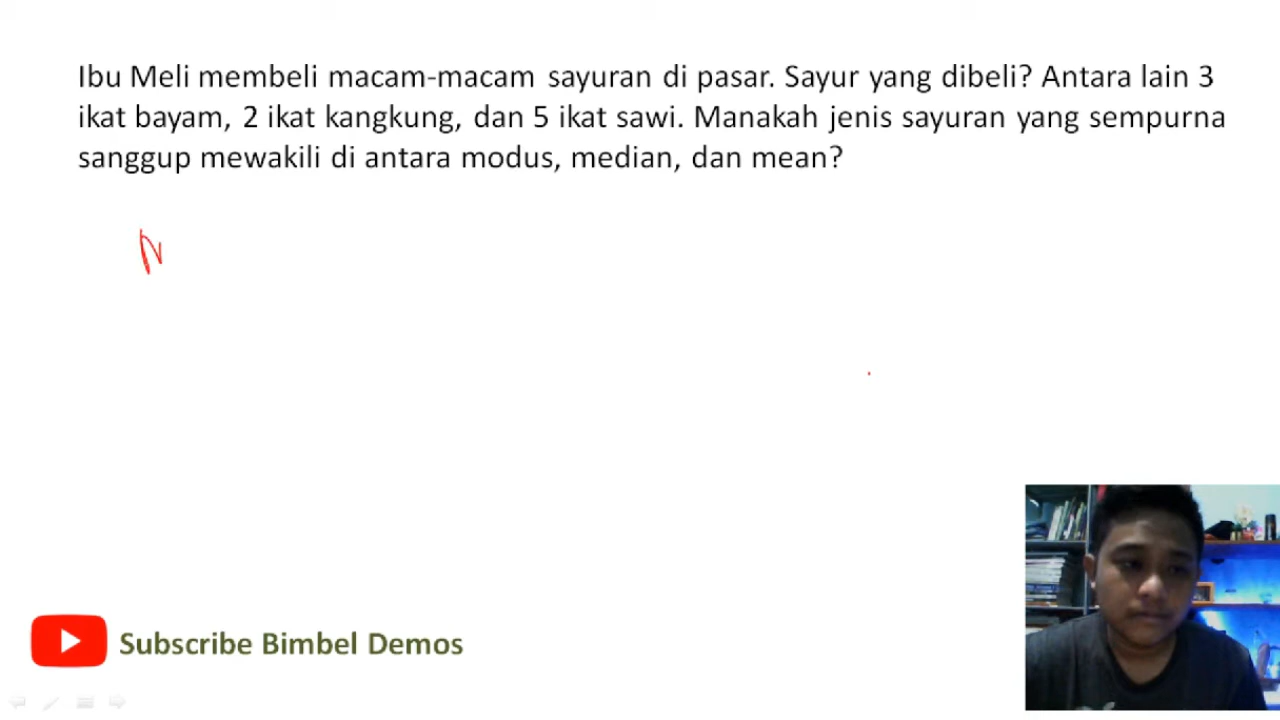 Ibu Meli membeli macam-macam sayuran di pasar. Sayur yang dibeli? Antara lain 3
ikat bayam, 2 ikat kangkung, dan 5 ikat sawi. Manakah jenis sayuran yang sempurna
sanggup mewakili di antara modus, median, dan mean?
N
Subscribe Bimbel Demos